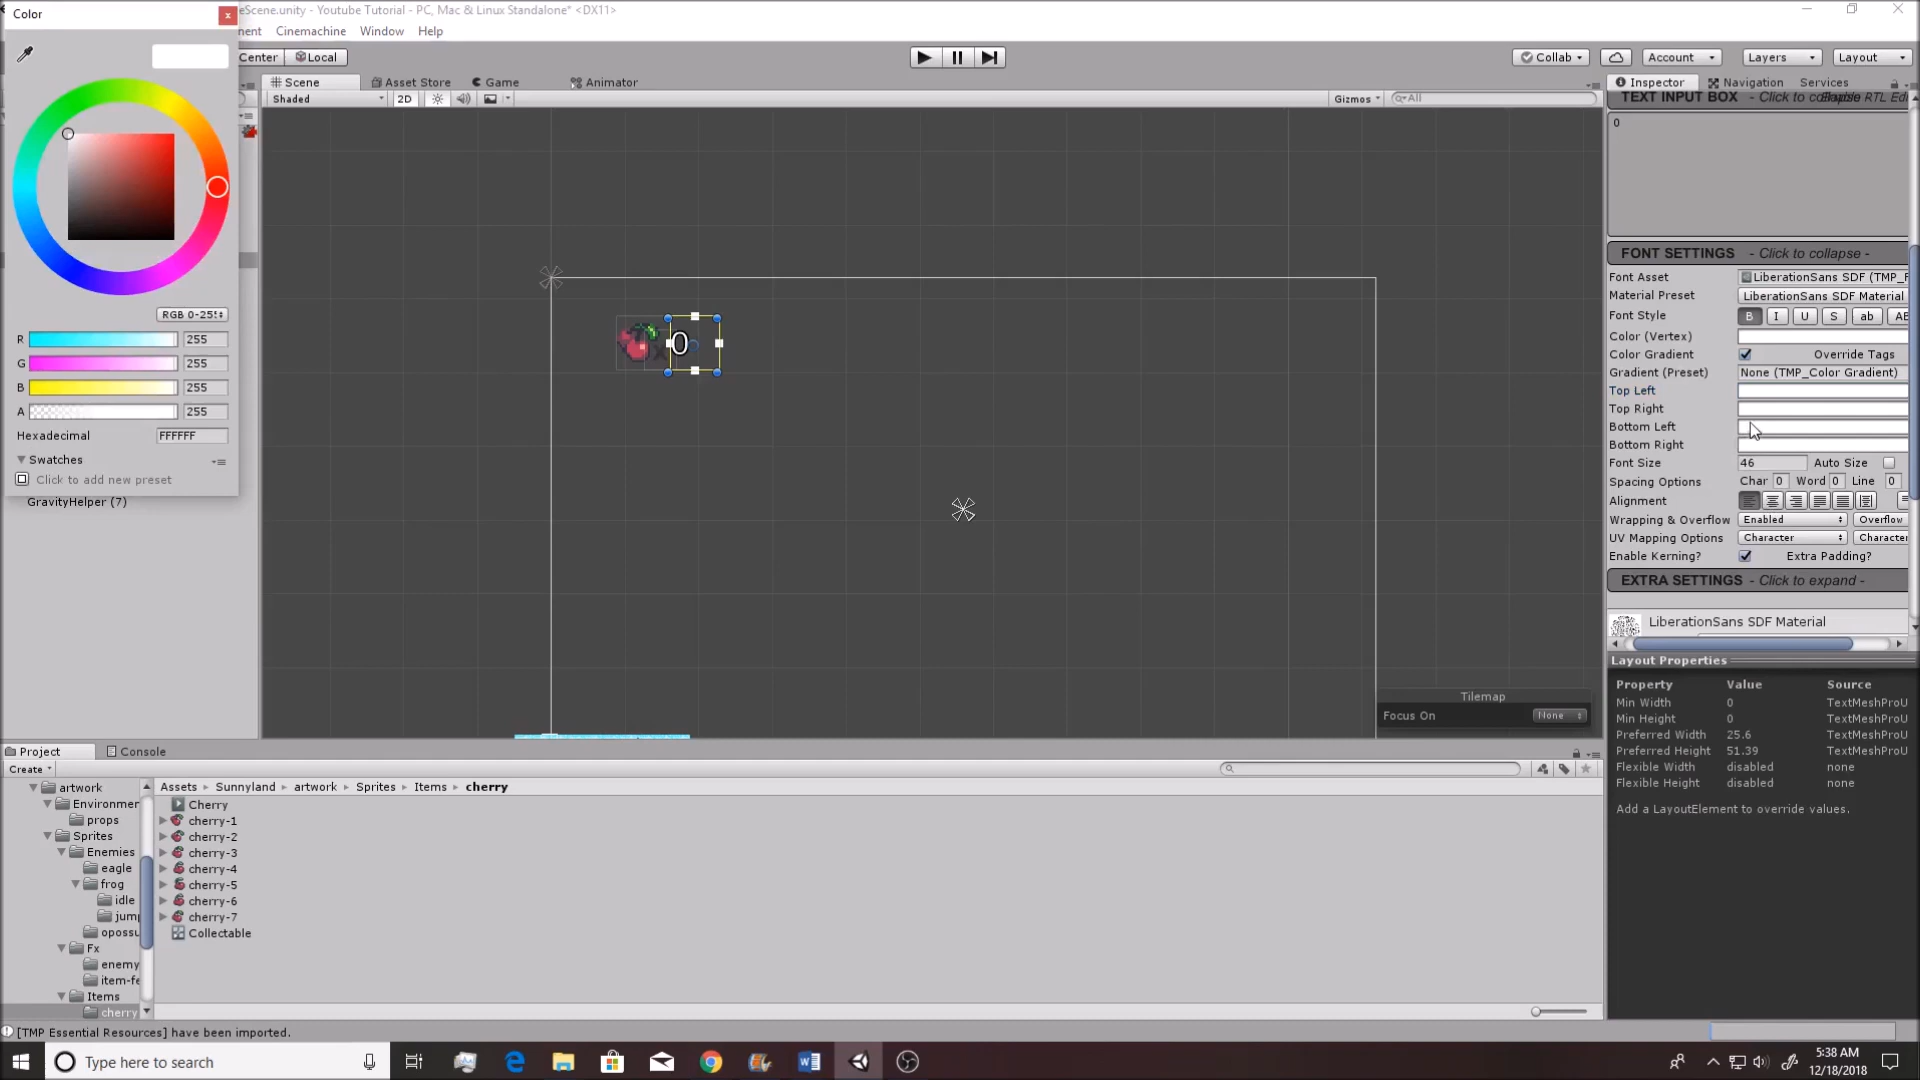 Color
x
eScene.unity - Youtube Tutorial - PC, Mac & Linux Standalone* <DX11>
nent Cinemachine Window Help
Center Local
Collab Account Layers Layout
Scene Asset Store Game Animator
Shaded 2D Gizmos All
Inspector Navigation Services
TEXT INPUT BOX - Click to
0
FONT SETTINGS - Click to collapse -
Font Asset LiberationSans SDF (TMP_F
Material Preset LiberationSans SDF Material
Font Style B I U S ab AB
Color (Vertex)
Color Gradient Override Tags
Gradient (Preset) None (TMP_Color Gradient)
Top Left
Top Right
Bottom Left
Bottom Right
Font Size 46 Auto Size
Spacing Options Char 0 Word 0 Line 0
Alignment
Wrapping & Overflow Enabled Overflow
UV Mapping Options Character Character
Enable Kerning? Extra Padding?
EXTRA SETTINGS - Click to expand -
LiberationSans SDF Material
RGB 0-255
R 255
G 255
B 255
A 255
Hexadecimal FFFFFF
Swatches
Click to add new preset
GravityHelper (7)
0
Tilemap
Focus On None
Layout Properties
Property Value Source
Min Width 0 TextMeshProU
Min Height 0 TextMeshProU
Preferred Width 25.6 TextMeshProU
Preferred Height 51.39 TextMeshProU
Flexible Width disabled none
Flexible Height disabled none
Add a LayoutElement to override values.
Project Console
Create
artwork
Environmer
props
Sprites
Enemies
eagle
frog
idle
jump
opossu
Fx
enemy
item-fe
Items
cherry
Assets Sunnyland artwork Sprites Items cherry
Cherry
cherry-1
cherry-2
cherry-3
cherry-4
cherry-5
cherry-6
cherry-7
Collectable
[TMP Essential Resources] have been imported.
Type here to search
5:38 AM
12/18/2018